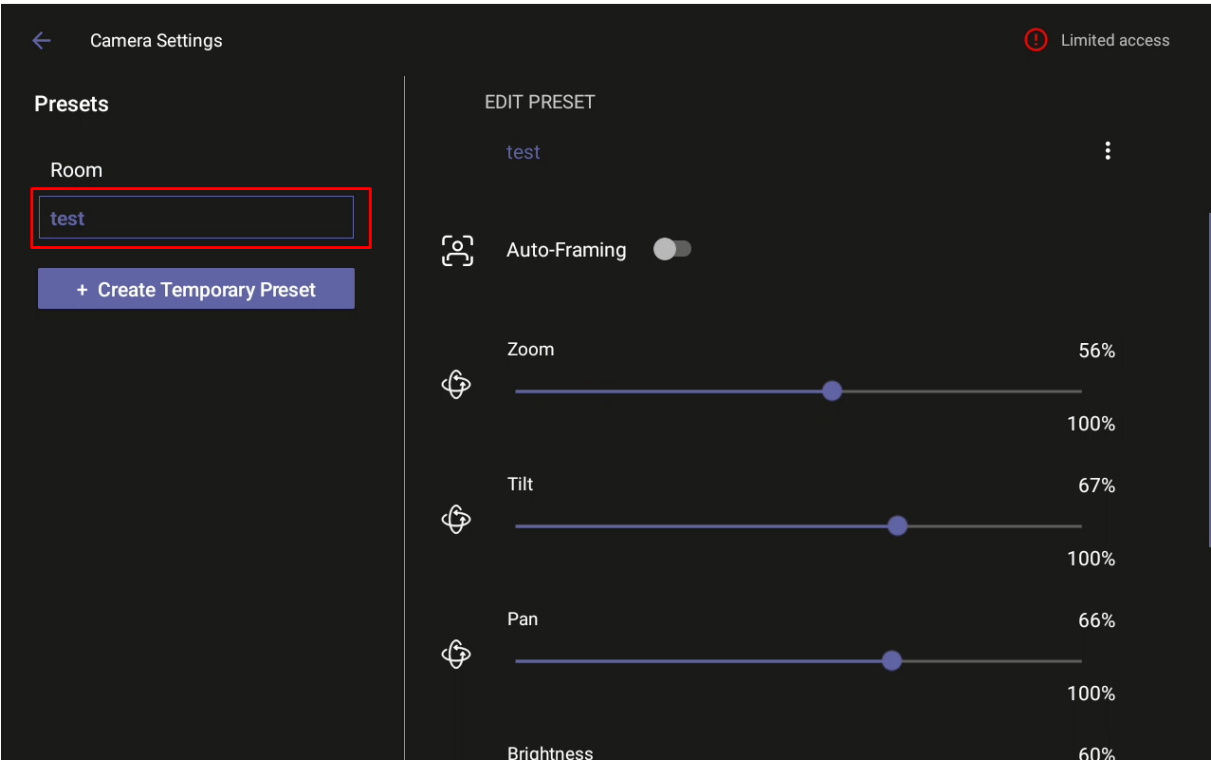 Camera Settings
Limited access
Presets
Room
test
+ Create Temporary Preset
EDIT PRESET
test
Auto-Framing
Zoom
56%
100%
Tilt
67%
100%
Pan
66%
100%
Brightness
60%